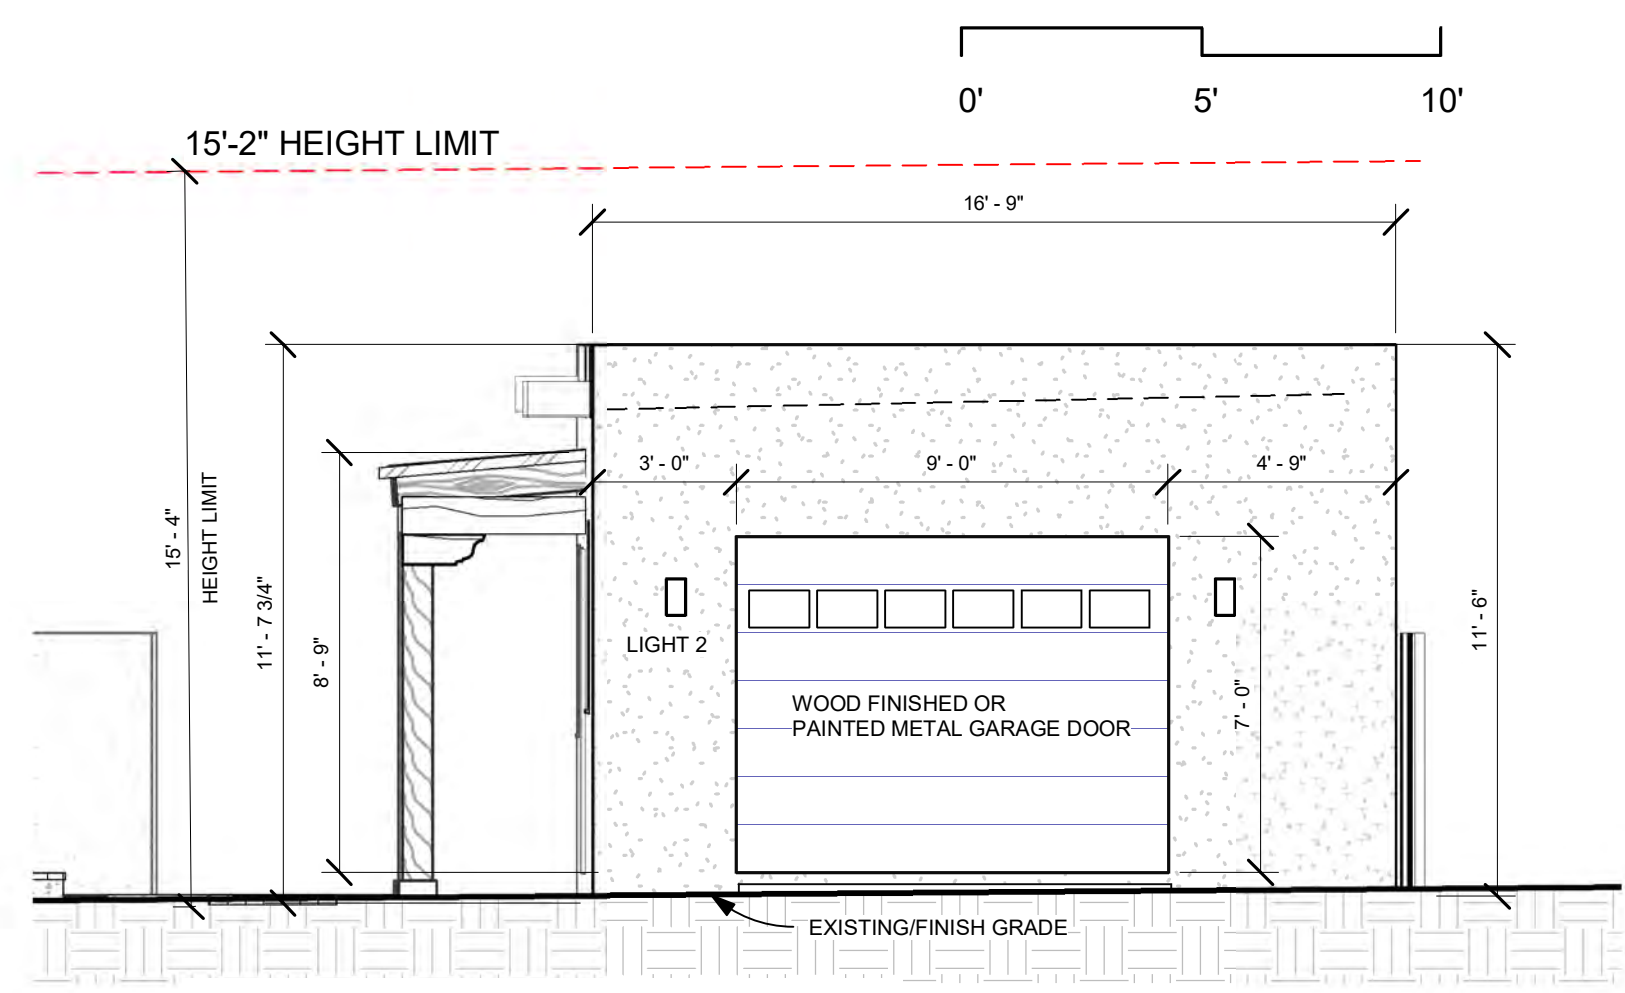 0' 5' 10'
15'-2" HEIGHT LIMIT
16' - 9"
3' - 0" 9' - 0" 4' - 9"
15' - 4"
HEIGHT LIMIT
11' - 7 3/4"
8' - 9"
LIGHT 2
WOOD FINISHED OR
PAINTED METAL GARAGE DOOR
7' - 0"
11' - 6"
EXISTING/FINISH GRADE